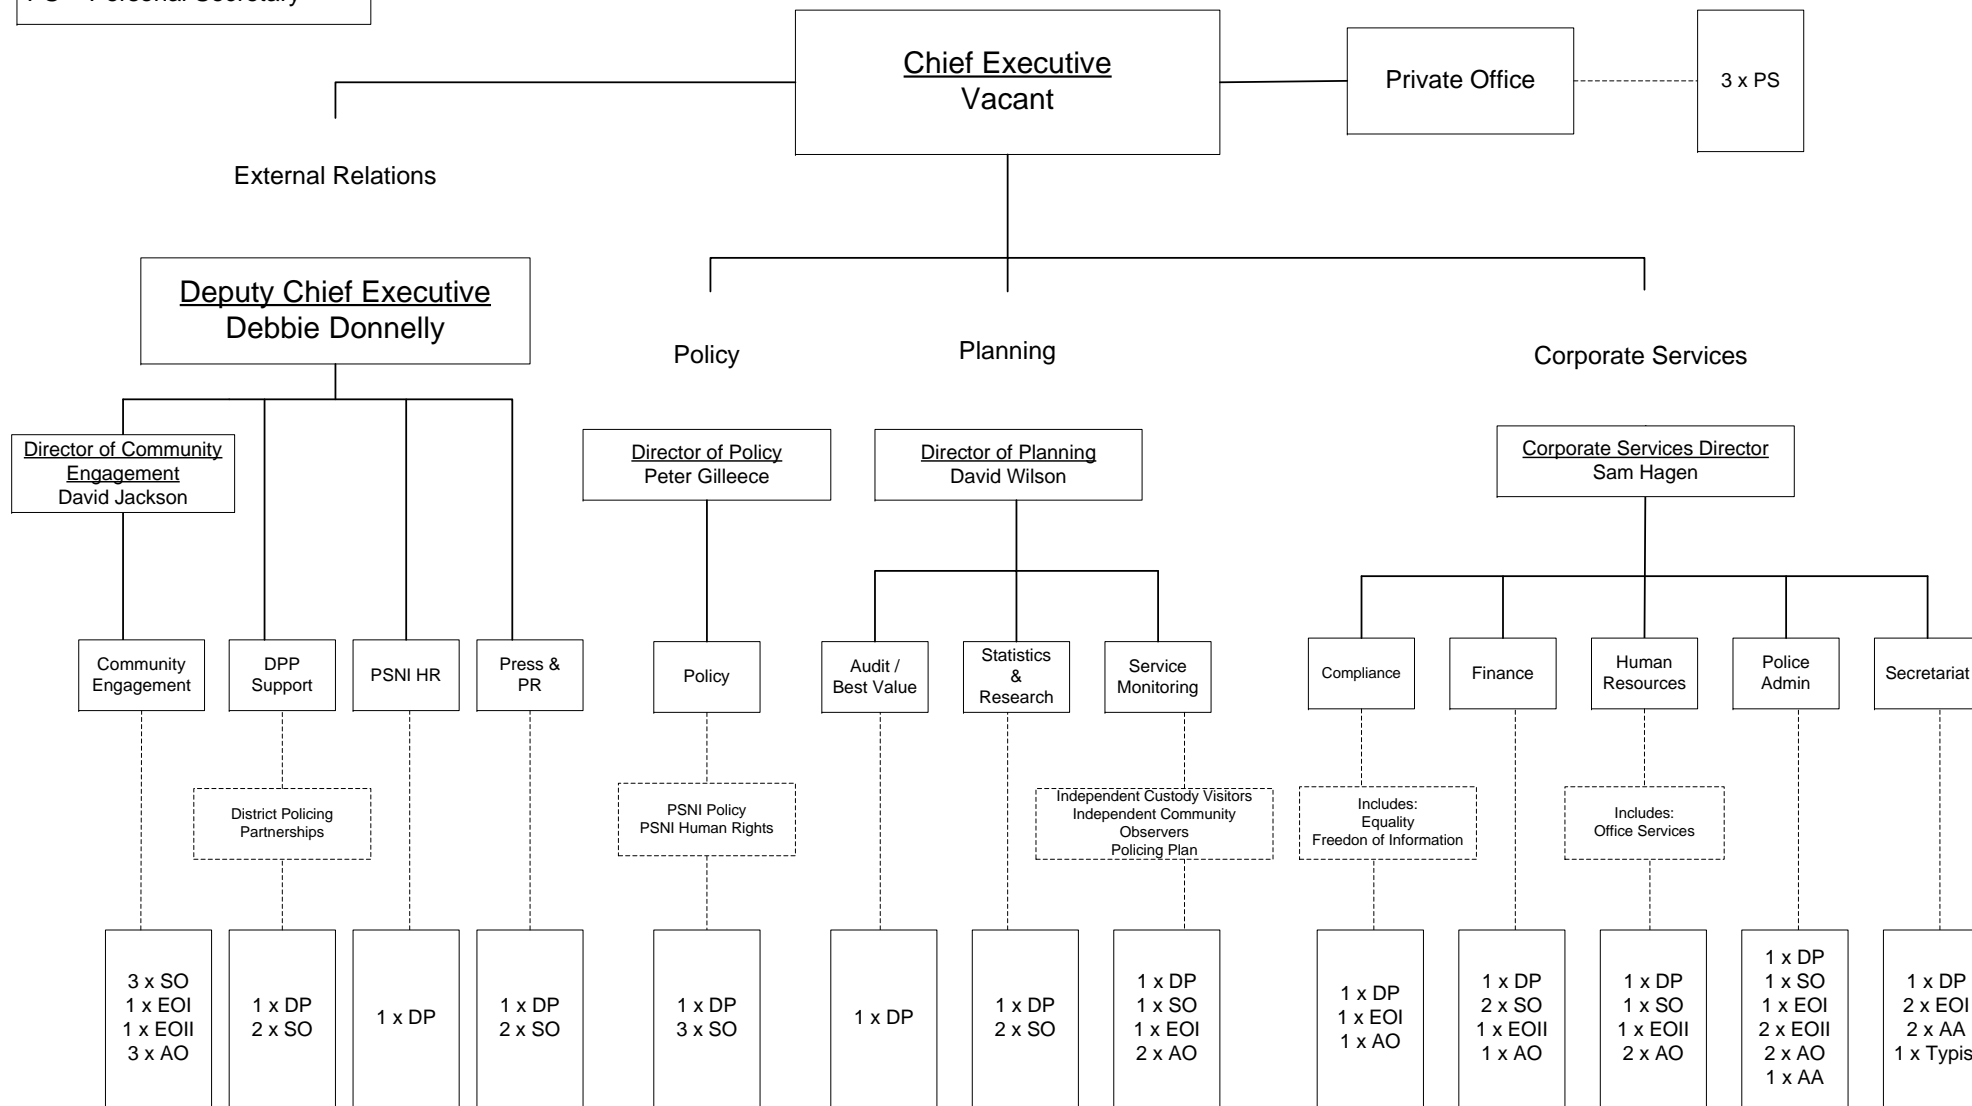 Chief Executive
Vacant
Private Office
3 x PS
External Relations
Deputy Chief Executive
Debbie Donnelly
Policy
Planning
Corporate Services
Director of Community
Engagement
David Jackson
Director of Policy
Peter Gilleece
Director of Planning
David Wilson
Corporate Services Director
Sam Hagen
Community
Engagement
DPP
Support
PSNI HR
Press &
PR
Policy
Audit /
Best Value
Statistics
&
Research
Service
Monitoring
Compliance
Finance
Human
Resources
Police
Admin
Secretariat
District Policing
Partnerships
PSNI Policy
PSNI Human Rights
Independent Custody Visitors
Independent Community
Observers
Policing Plan
Includes:
Equality
Freedom of Information
Includes:
Office Services
3 x SO
1 x EOI
1 x EOII
3 x AO
1 x DP
2 x SO
1 x DP
1 x DP
2 x SO
1 x DP
3 x SO
1 x DP
1 x DP
2 x SO
1 x DP
1 x SO
1 x EOI
2 x AO
1 x DP
1 x EOI
1 x AO
1 x DP
2 x SO
1 x EOII
1 x AO
1 x DP
1 x SO
1 x EOII
2 x AO
1 x DP
1 x SO
1 x EOI
2 x EOII
2 x AO
1 x AA
1 x DP
2 x EOI
2 x AA
1 x Typis